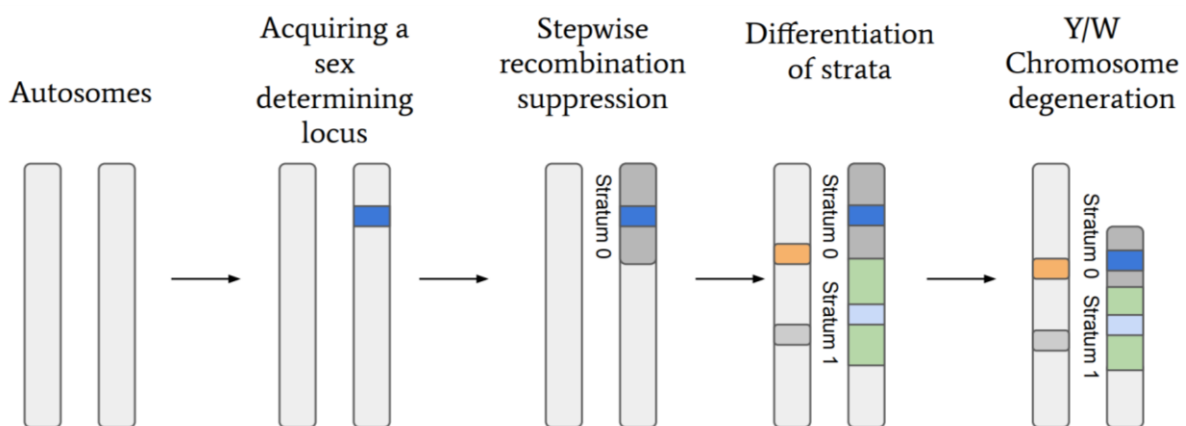 Autosomes
Acquiring a
sex
determining
locus
Stepwise
recombination
suppression
Differentiation
of strata
Y/W
Chromosome
degeneration
Stratum 0
Stratum 0
Stratum 1
Stratum 0
Stratum 1